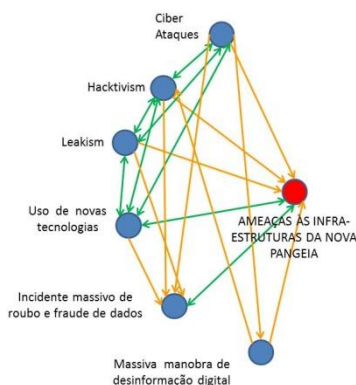 Ciber
Ataques
Hacktivism
Leakism
Uso de novas
tecnologias
AMEAÇAS ÀS INFRA-
ESTRUTURAS DA NOVA
PANGEIA
Incidente massivo de
roubo e fraude de dados
Massiva manobra de
desinformação digital